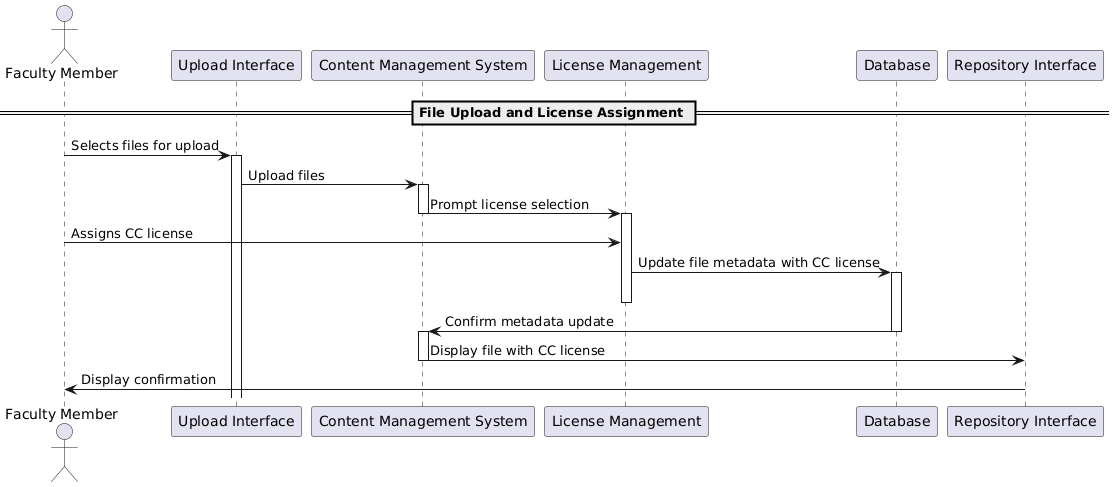 Faculty Member
Upload Interface
Content Management System
License Management
Database
Repository Interface
File Upload and License Assignment
Selects files for upload
Upload files
Prompt license selection
Assigns CC license
Update file metadata with CC license
Confirm metadata update
Display file with CC license
Display confirmation
Faculty Member
Upload Interface
Content Management System
License Management
Database
Repository Interface